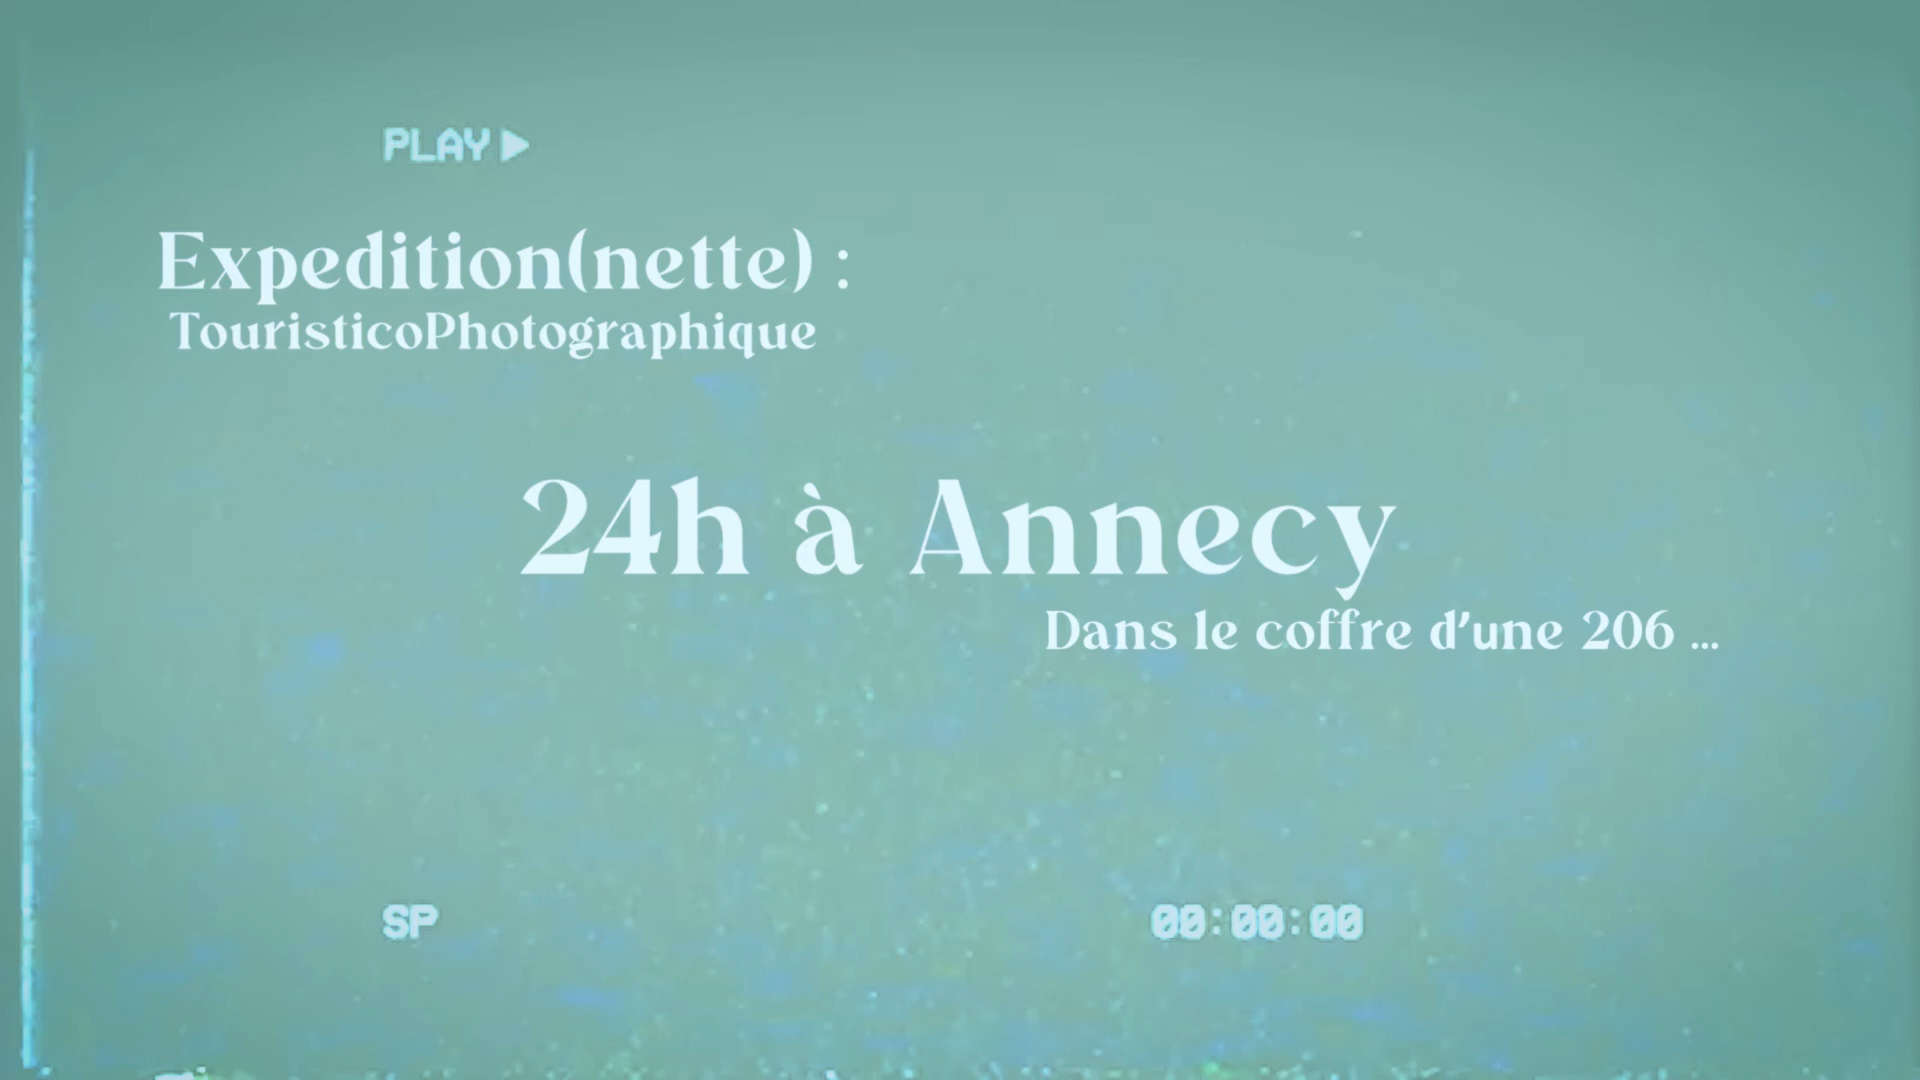 PLAY ▶
Expedition(nette) :
TouristicoPhotographique
24h à Annecy
Dans le coffre d'une 206 ...
SP
00:00:00